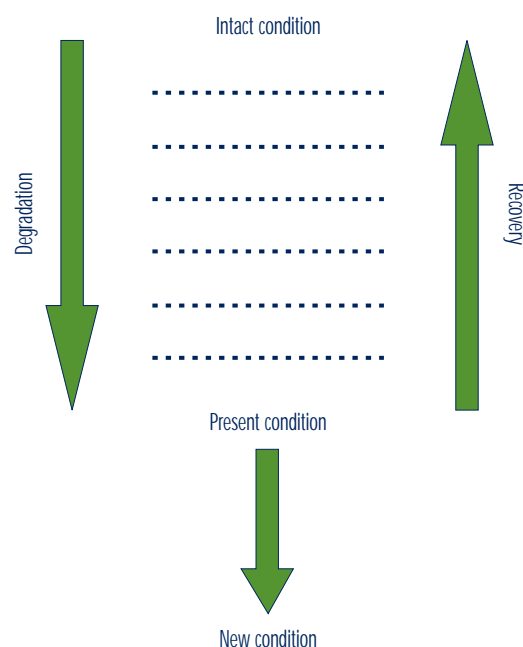 Intact condition
Degradation
Recovery
Present condition
New condition